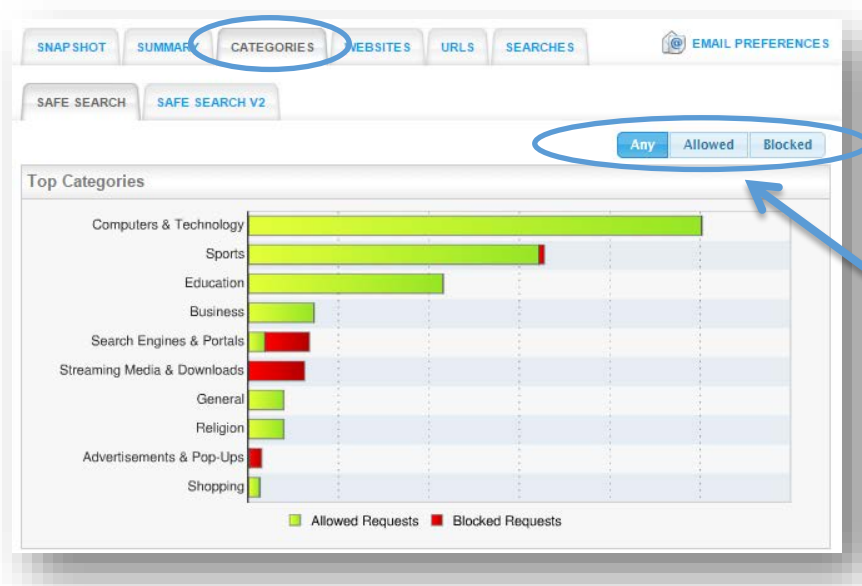 SNAPSHOT SUMMARY CATEGORIES WEBSITES URLS SEARCHES EMAIL PREFERENCES
SAFE SEARCH SAFE SEARCH V2
Any Allowed Blocked
Top Categories
Computers & Technology
Sports
Education
Business
Search Engines & Portals
Streaming Media & Downloads
General
Religion
Advertisements & Pop-Ups
Shopping
Allowed Requests Blocked Requests